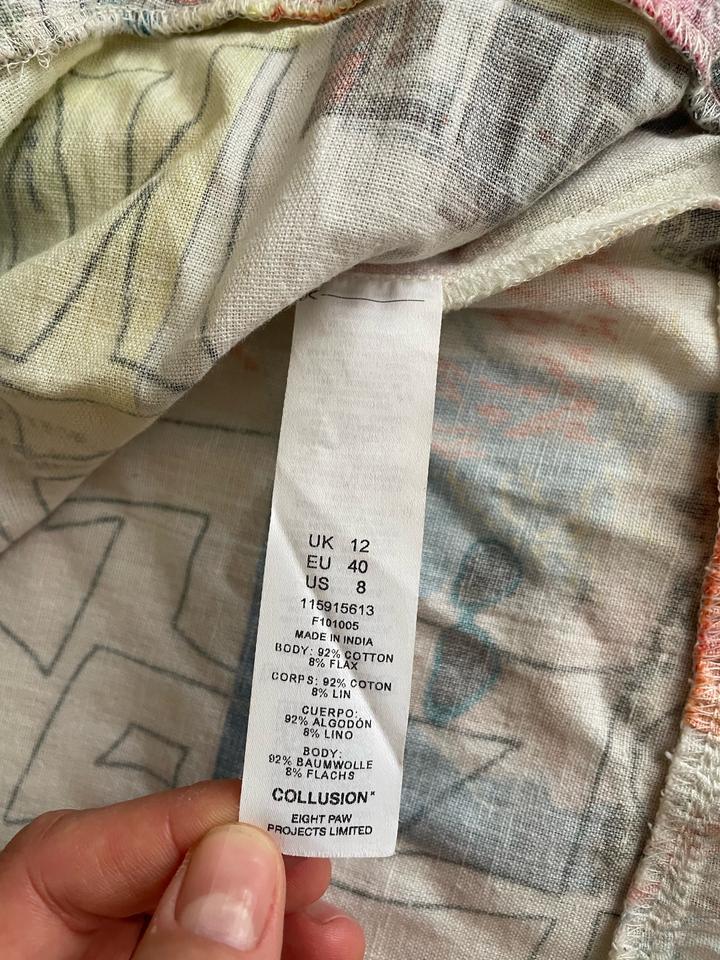 UK 12
EU 40
US 8
115915613
F101005
MADE IN INDIA
BODY: 92% COTTON
8% FLAX
CORPS: 92% COTON
8% LIN
CUERPO:
92% ALGODÓN
8% LINO
BODY:
92% BAUMWOLLE
8% FLACHS
COLLUSION×
EIGHT PAW
PROJECTS LIMITED